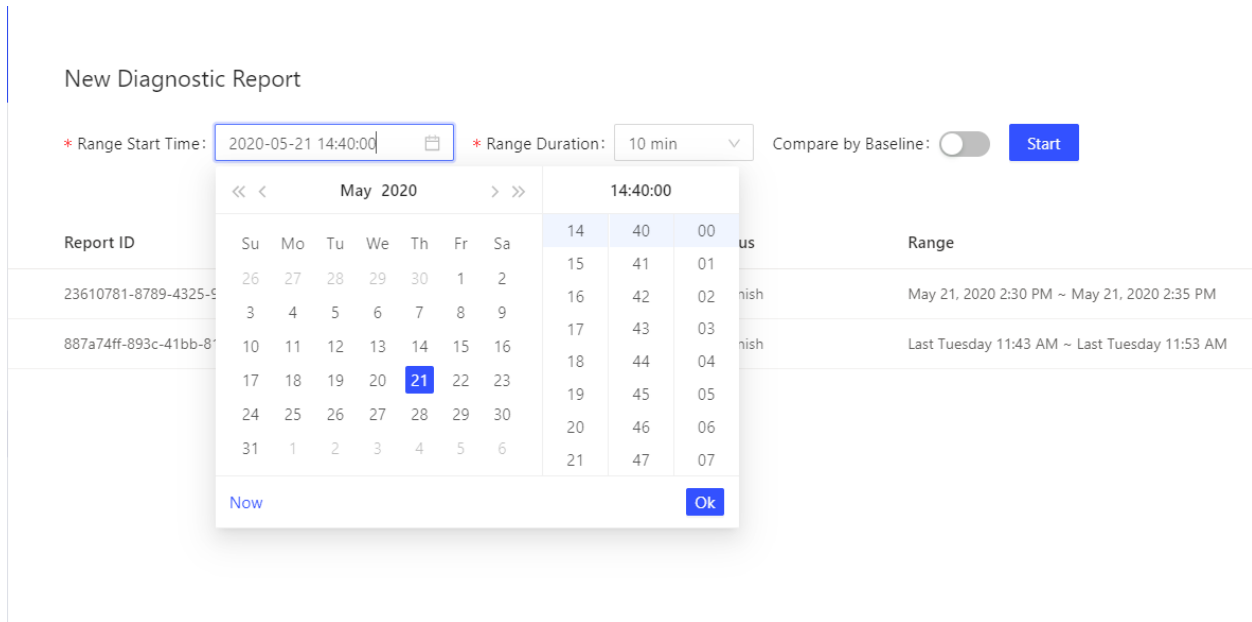 New Diagnostic Report
* Range Start Time: 2020-05-21 14:40:00 * Range Duration: 10 min Compare by Baseline: Start
« < May 2020 > » 14:40:00
Report ID Range
Su Mo Tu We Th Fr Sa
26 27 28 29 30 1 2
3 4 5 6 7 8 9
10 11 12 13 14 15 16
17 18 19 20 21 22 23
24 25 26 27 28 29 30
31 1 2 3 4 5 6
14 40 00
15 41 01
16 42 02
17 43 03
18 44 04
19 45 05
20 46 06
21 47 07
Now Ok
23610781-8789-4325-9 nish May 21, 2020 2:30 PM ~ May 21, 2020 2:35 PM
887a74ff-893c-41bb-81 nish Last Tuesday 11:43 AM ~ Last Tuesday 11:53 AM